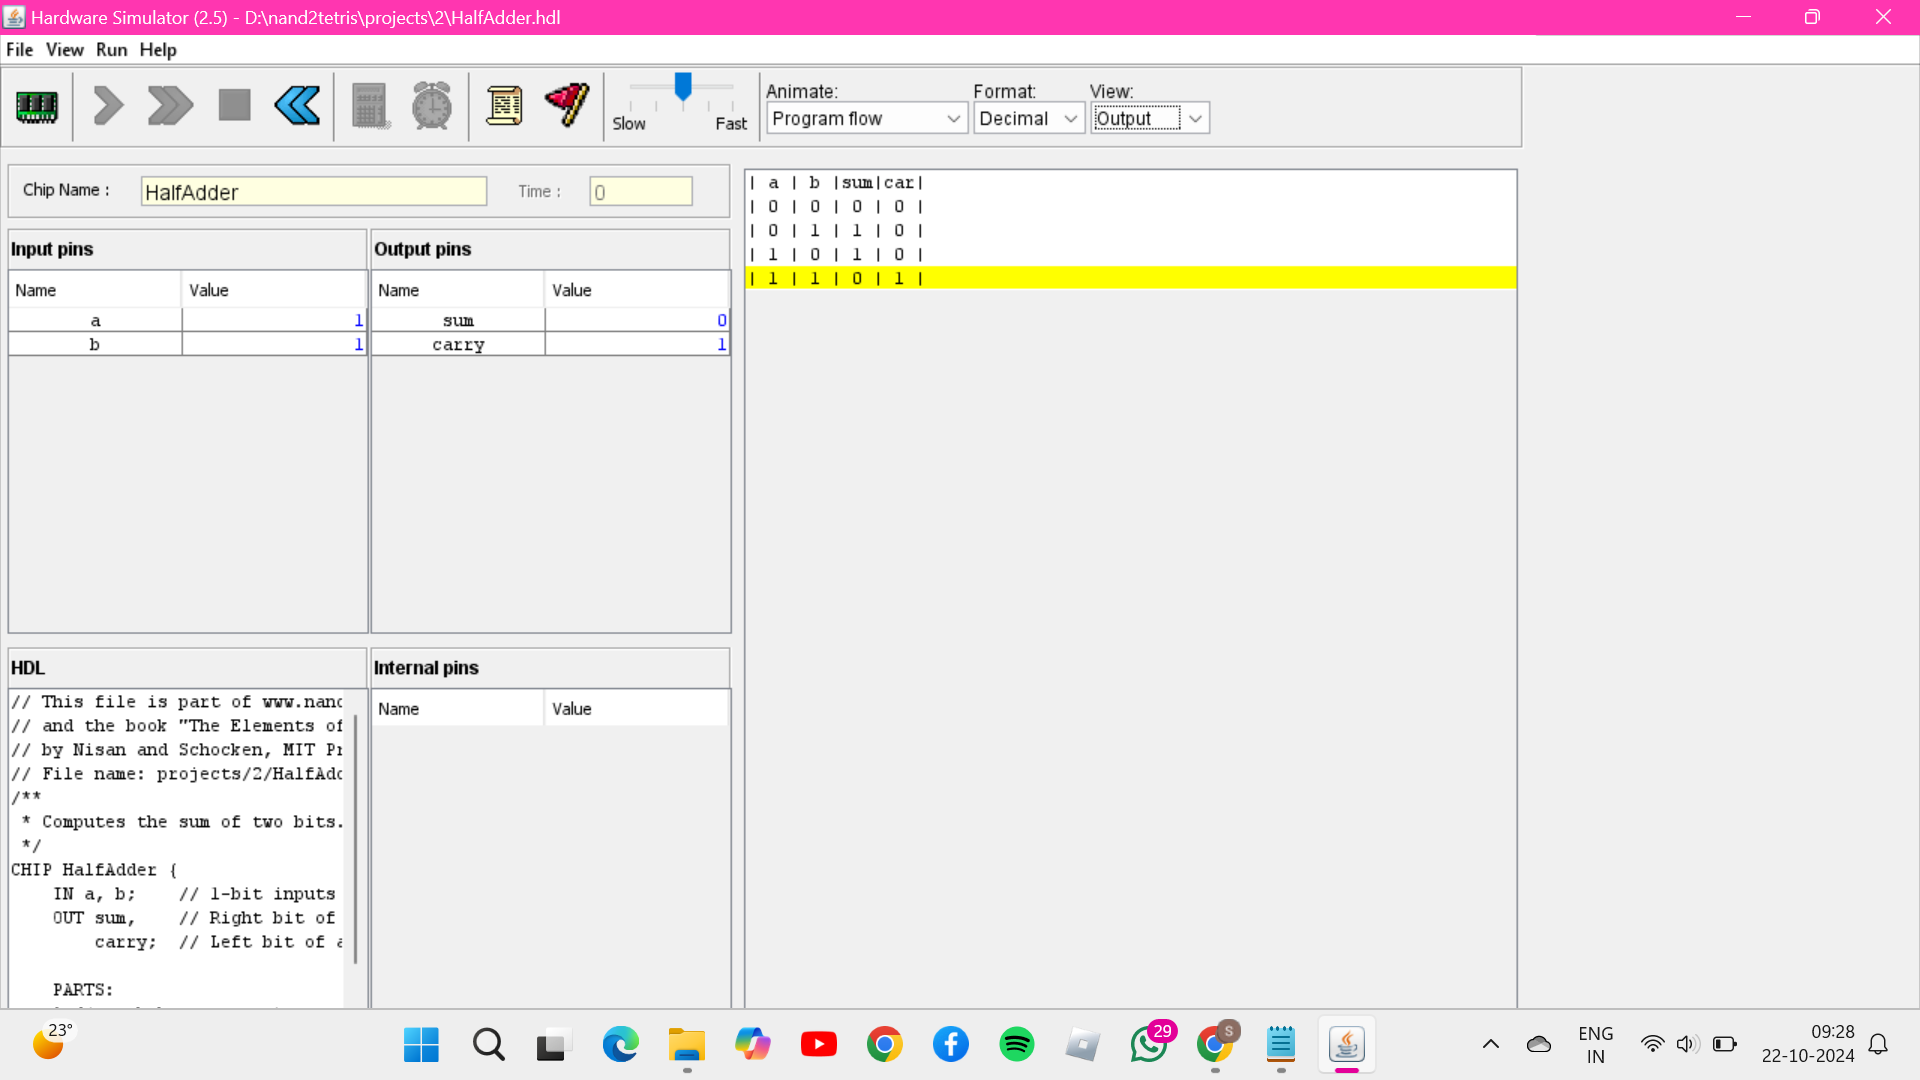 Hardware Simulator (2.5) - D:\nand2tetris\projects\2\HalfAdder.hdl
File View Run Help
Slow Fast
Animate: Format: View:
Program flow Decimal Output
Chip Name : HalfAdder Time : 0
Input pins
Name Value
a 1
b 1
Output pins
Name Value
sum 0
carry 1
| a | b |sum|car|
| 0 | 0 | 0 | 0 |
| 0 | 1 | 1 | 0 |
| 1 | 0 | 1 | 0 |
| 1 | 1 | 0 | 1 |
HDL
// This file is part of www.nand
// and the book "The Elements of
// by Nisan and Schocken, MIT Pr
// File name: projects/2/HalfAdd
/**
* Computes the sum of two bits.
*/
CHIP HalfAdder {
IN a, b; // 1-bit inputs
OUT sum, // Right bit of
carry; // Left bit of a
PARTS:
Internal pins
Name Value
23°
29
S
ENG
IN
09:28
22-10-2024